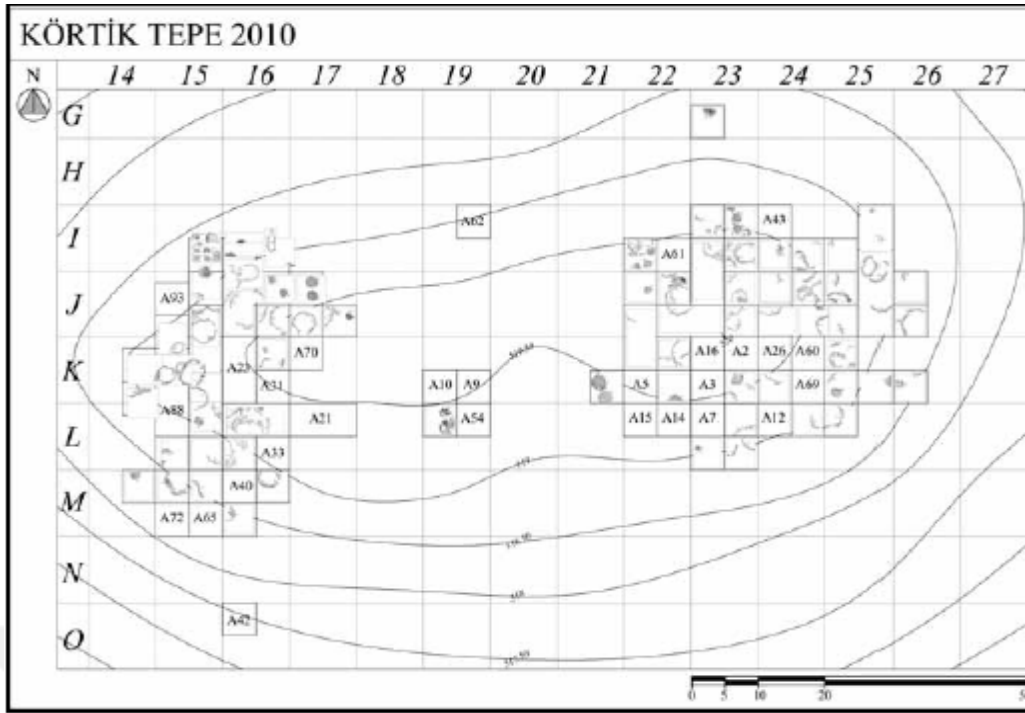 KÖRTİK TEPE 2010
N
14 15 16 17 18 19 20 21 22 23 24 25 26 27
G
H
I A62 A43
A61
J A93
K A70 A16 A2 A26 A60
A31 A10 A9 A5 A3 A69
A88 A21 A54 A15 A14 A7 A12
L A33
A40
M A72 A65
N
O A42
0 5 10 20